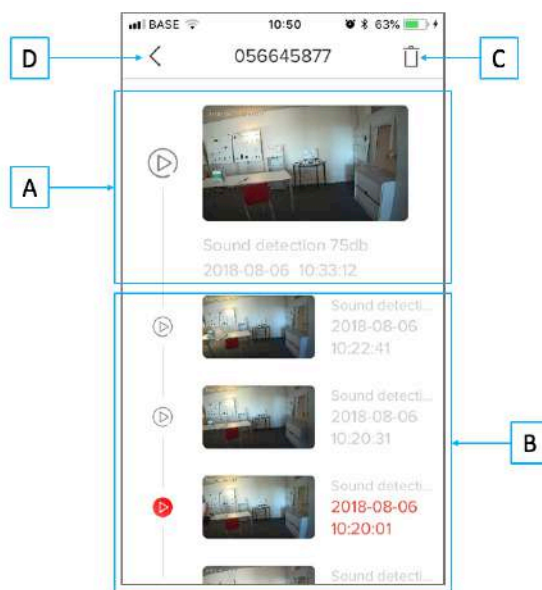 BASE 10:50 63%
D 056645877 C
A
Sound detection 75db
2018-08-06 10:33:12
Sound detecti...
2018-08-06
10:22:41
Sound detecti...
2018-08-06
10:20:31
B
Sound detecti...
2018-08-06
10:20:01
Sound detecti...